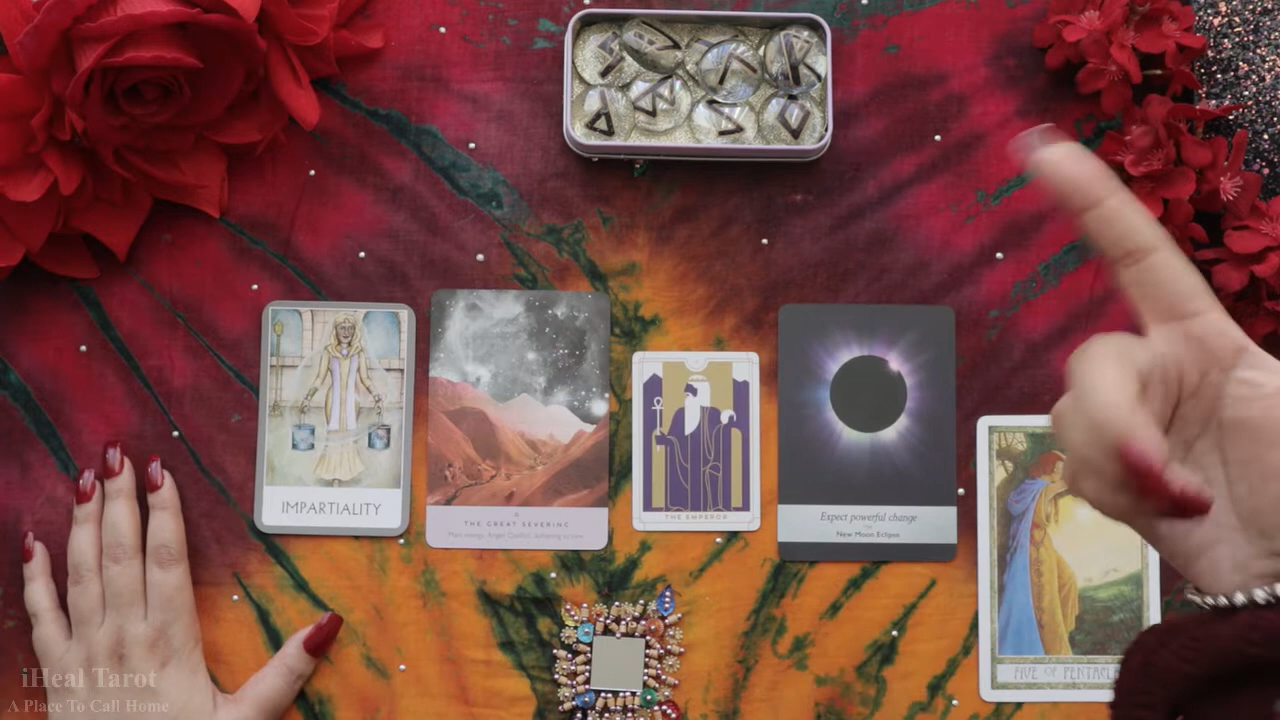 IMPARTIALITY
THE GREAT SEVERING
THE EMPEROR
Expect powerful change
New Moon Eclipse
FIVE OF PENTACLE
iHeal Tarot
A Place To Call Home